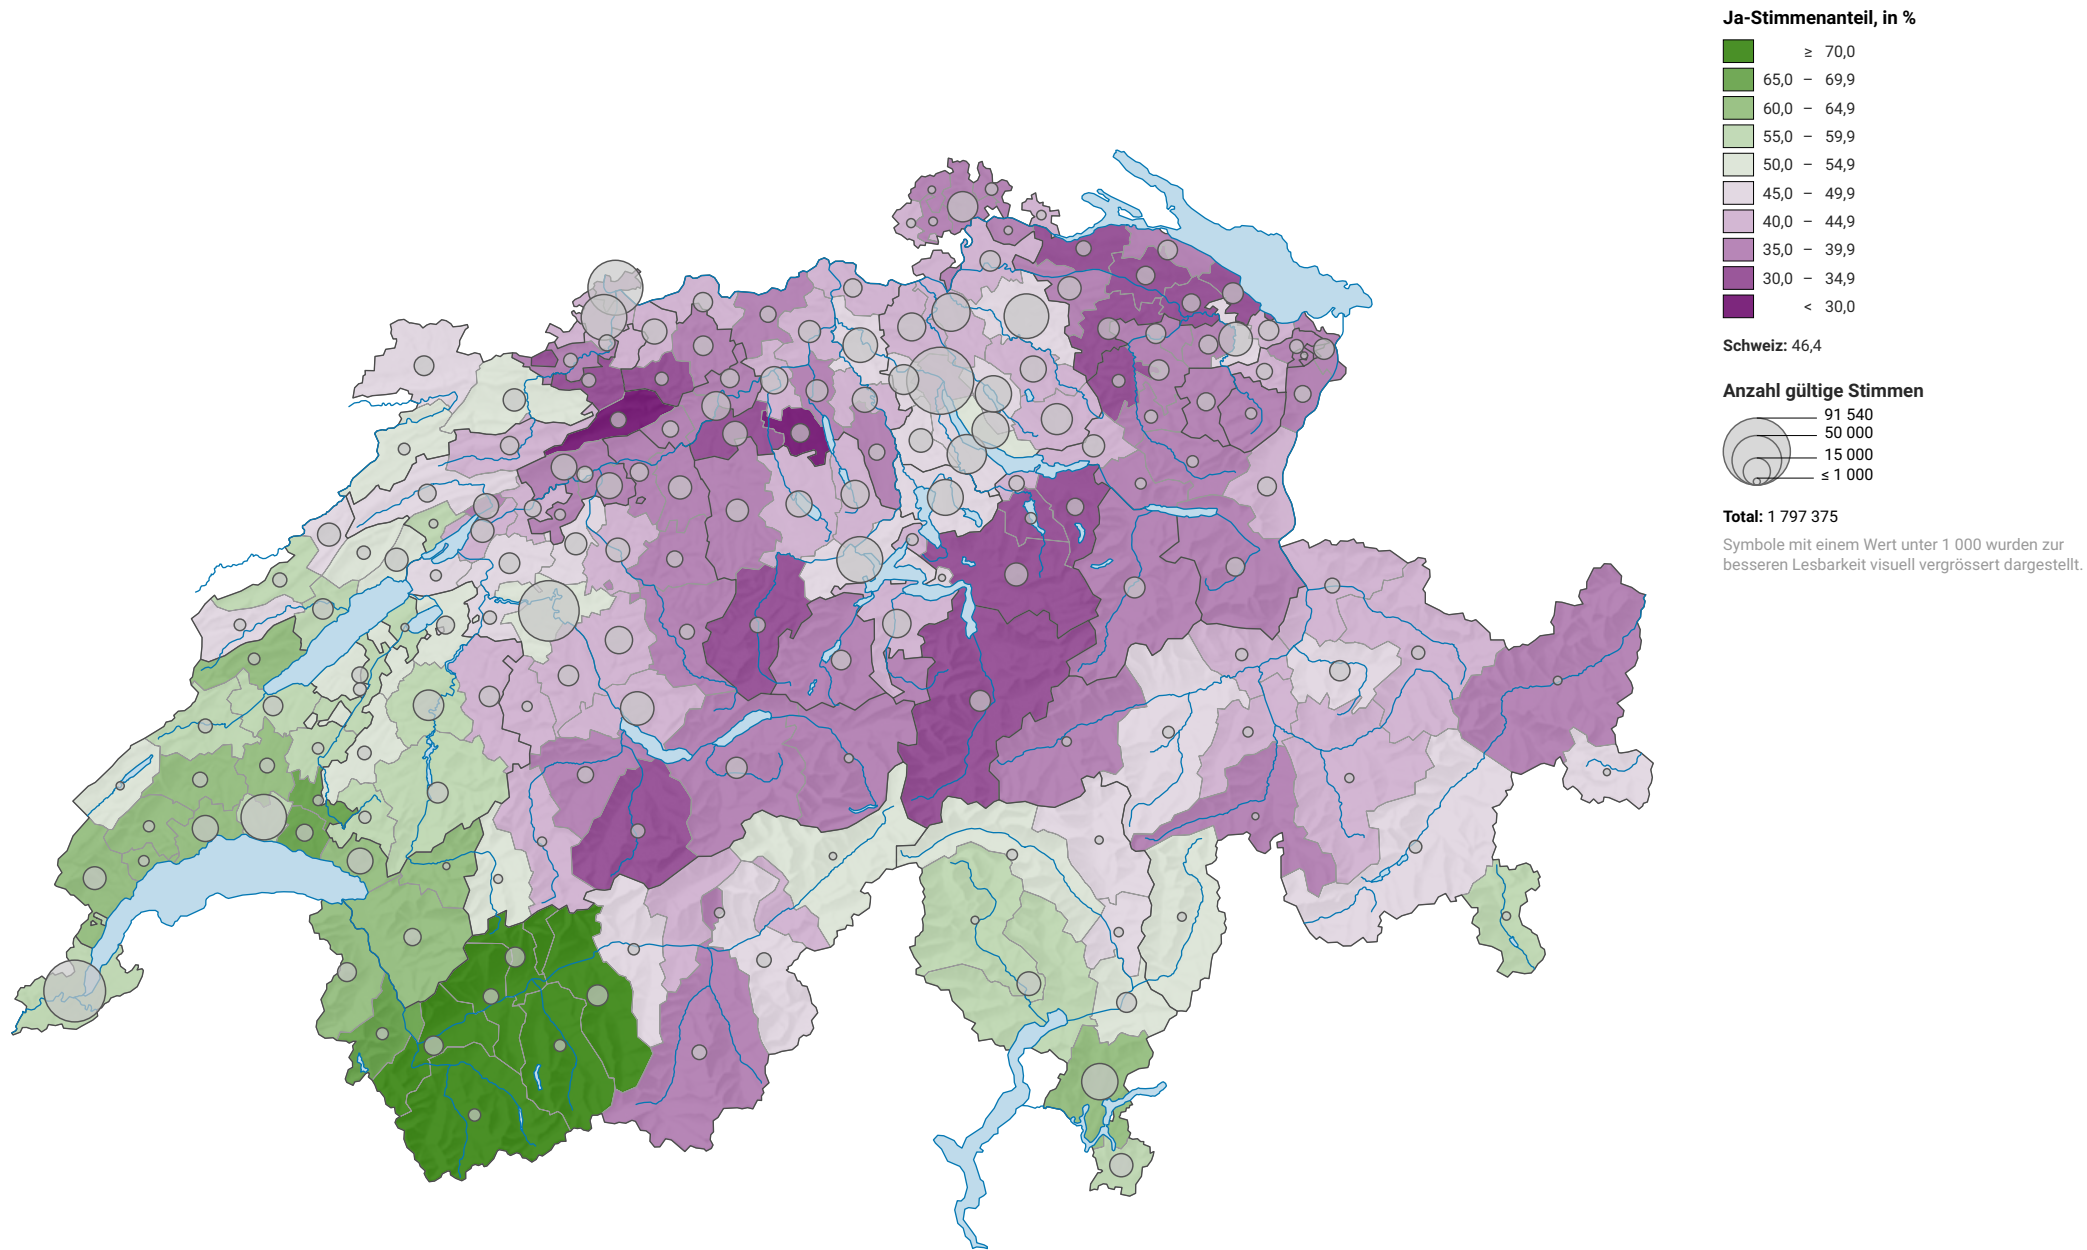 Ja-Stimmenanteil, in %
≥ 70,0
65,0 – 69,9
60,0 – 64,9
55,0 – 59,9
50,0 – 54,9
45,0 – 49,9
40,0 – 44,9
35,0 – 39,9
30,0 – 34,9
< 30,0
Schweiz: 46,4
Anzahl gültige Stimmen
91 540
50 000
15 000
≤ 1 000
Total: 1 797 375
Symbole mit einem Wert unter 1 000 wurden zur
besseren Lesbarkeit visuell vergrössert dargestellt.